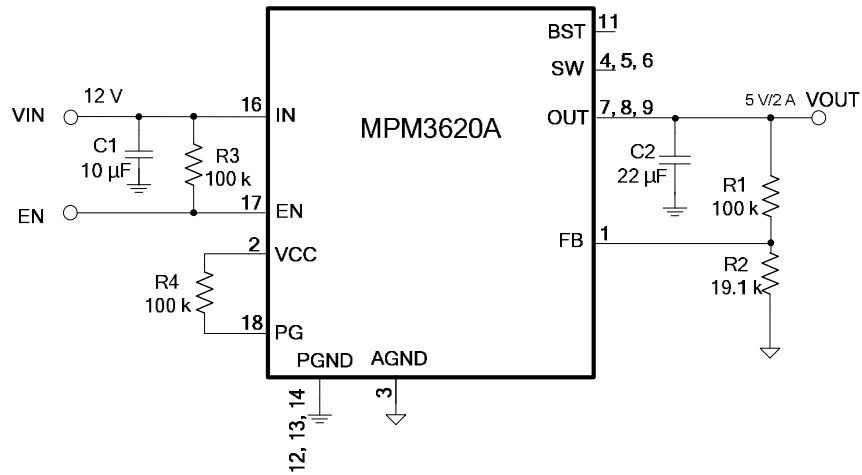 BST
11
SW
4, 5, 6
12 V
VIN
16
IN
MPM3620A
OUT
7, 8, 9
5 V/2 A
VOUT
C1
10 µF
R3
100 k
C2
22 µF
R1
100 k
EN
17
EN
2
VCC
FB
1
R4
100 k
R2
19.1 k
18
PG
PGND
AGND
12, 13, 14
3